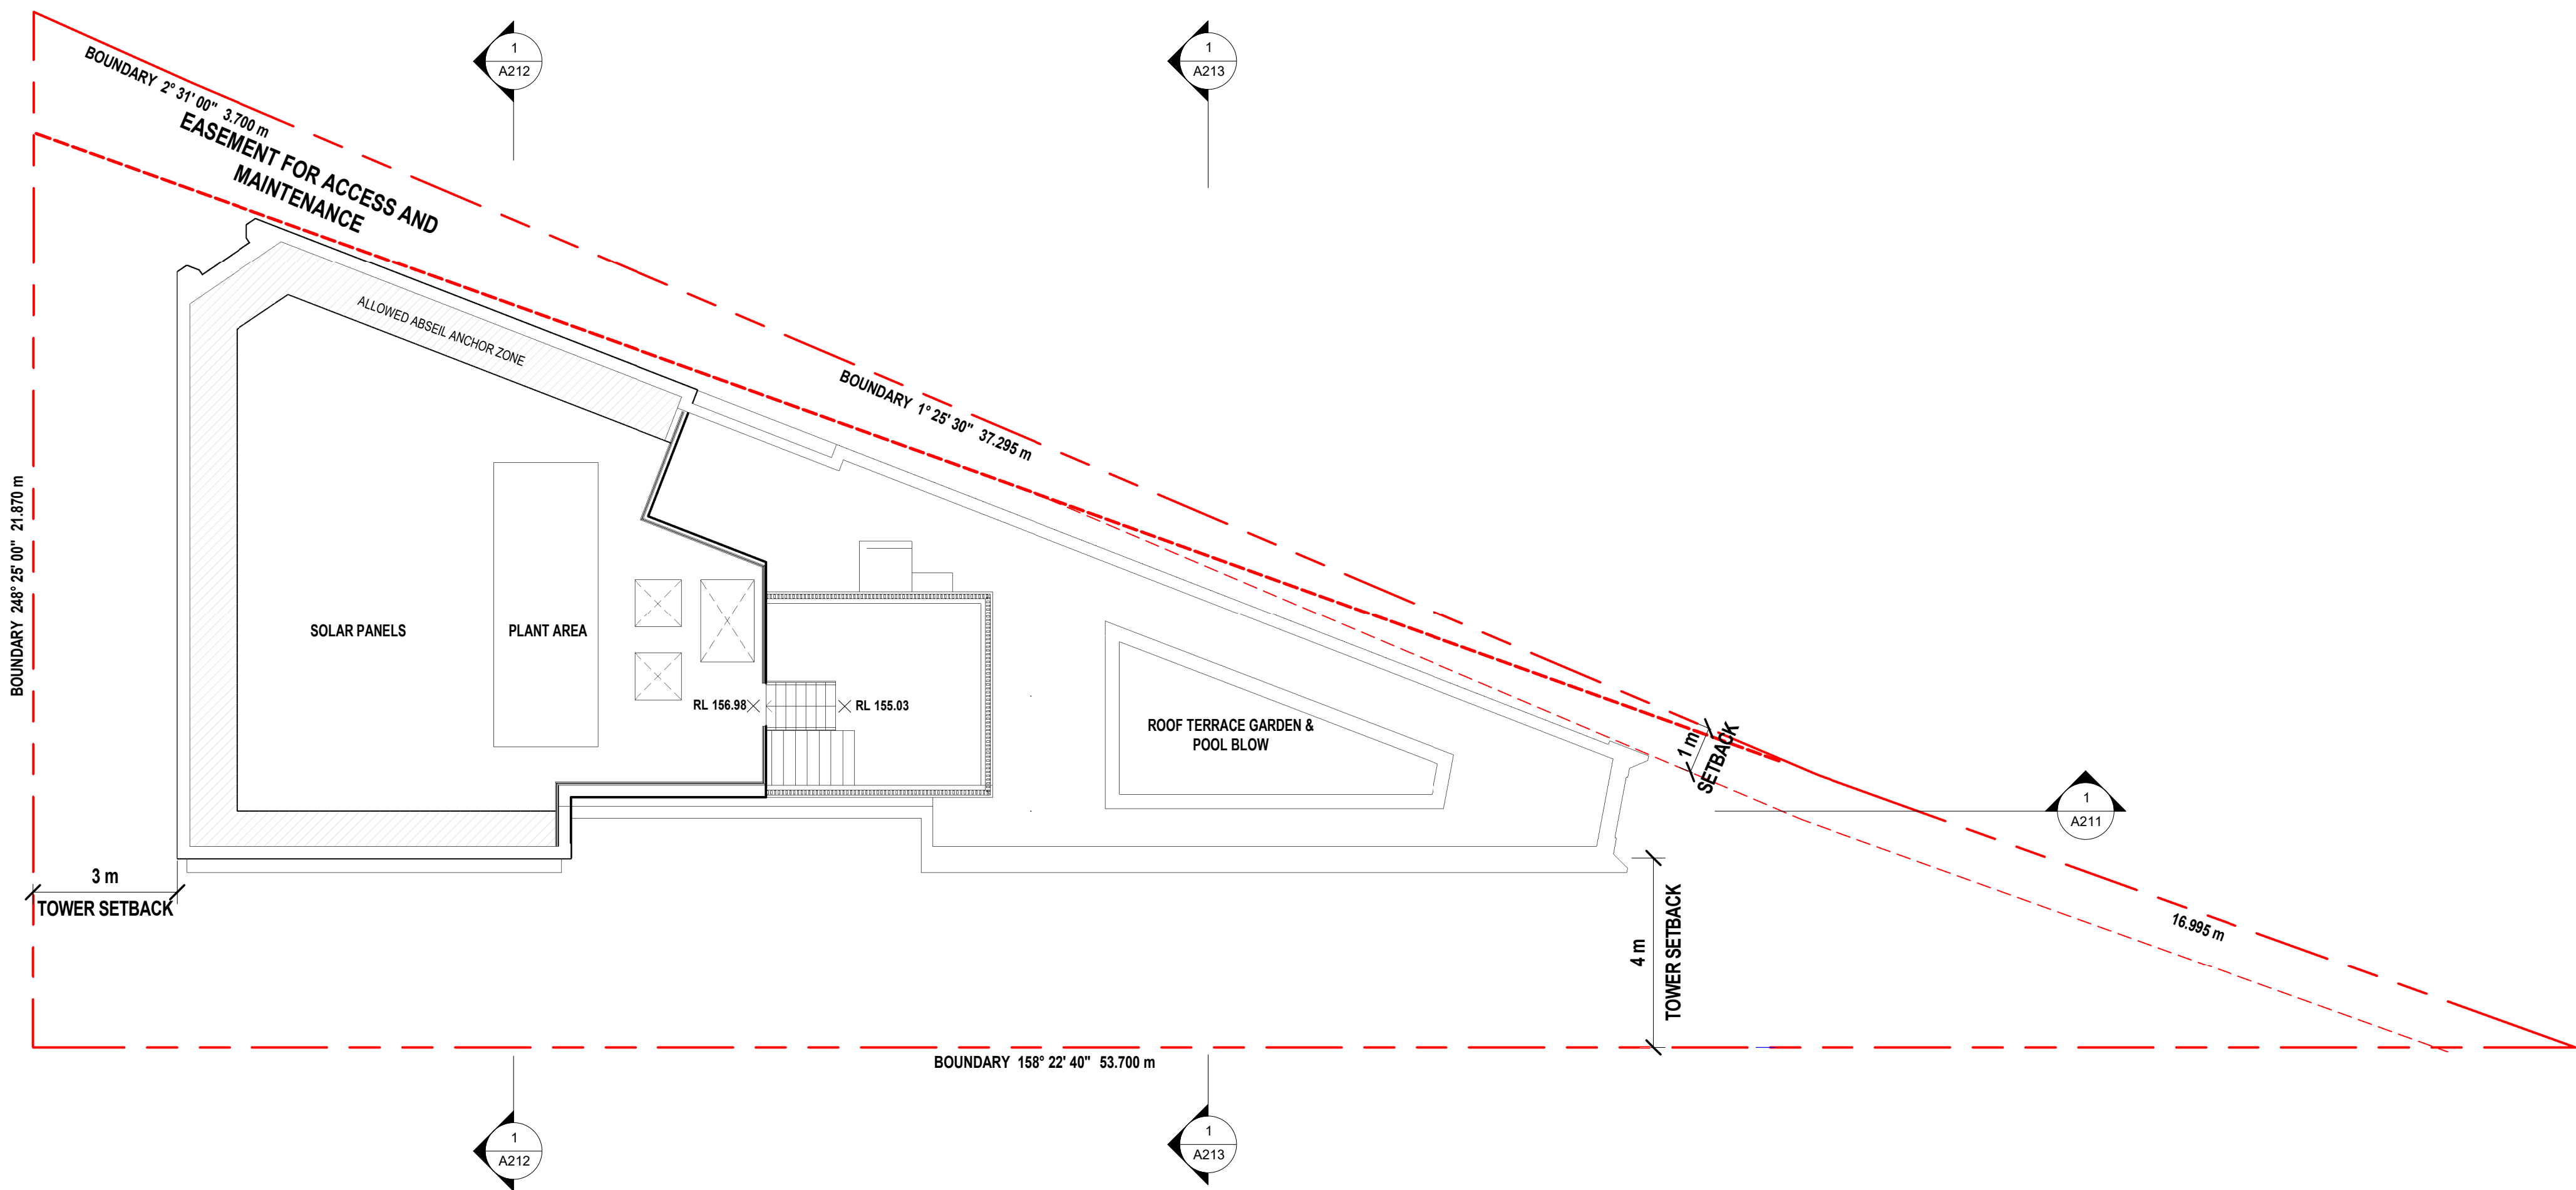 1
A212
1
A213
BOUNDARY 2° 31' 00" 3.700 m
EASEMENT FOR ACCESS AND
MAINTENANCE
ALLOWED ABSEIL ANCHOR ZONE
BOUNDARY 1° 25' 30" 37.295 m
BOUNDARY 248° 25' 00" 21.870 m
SOLAR PANELS
PLANT AREA
RL 156.98
RL 155.03
ROOF TERRACE GARDEN &
POOL BLOW
1 m
SETBACK
1
A211
3 m
TOWER SETBACK
4 m
TOWER SETBACK
16.995 m
BOUNDARY 158° 22' 40" 53.700 m
1
A212
1
A213